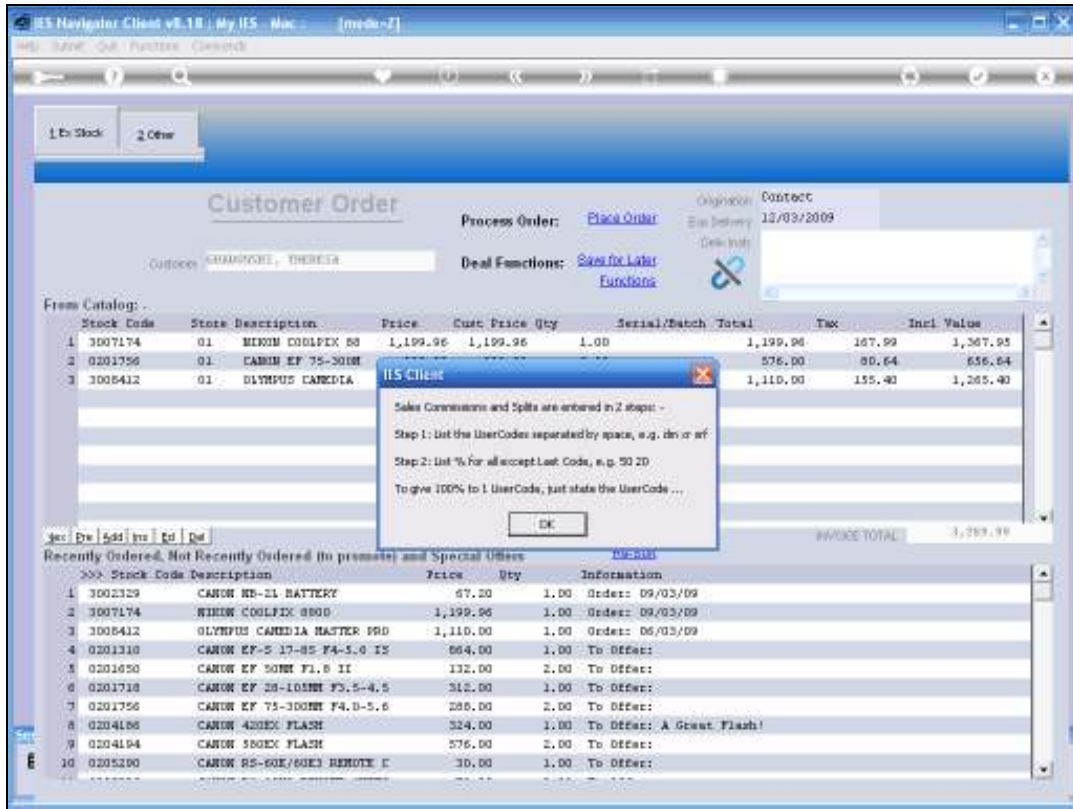 IES Navigator Client v8.18 : My IES Mac : [mode=Z]
Help Submit Quit Functions Commands
1 Ex Stock 2 Other
Customer Order
Process Order: Place Order
Origination Contact
12/03/2009
Customer THERESA
Deal Functions: Save for Later
Functions
From Catalog: -
Stock Code Store Description Price Cust Price Qty Serial/Batch Total Tax Incl Value
1 3007174 01 NIKON COOLPIX 88 1,199.96 1,199.96 1.00 1,199.96 167.99 1,367.95
2 0201756 01 CANON EF 75-300M 576.00 80.64 656.64
3 3008412 01 OLYMPUS CAMEDIA 1,110.00 155.40 1,265.40
IES Client
Sales Commissions and Splits are entered in 2 steps: -
Step 1: List the UserCodes separated by space, e.g. dm cr wf
Step 2: List % for all except Last Code, e.g. 50 20
To give 100% to 1 UserCode, just state the UserCode ...
OK
Add Ins Del
INVOICE TOTAL
Recently Ordered, Not Recently Ordered (to promote) and Special Offers
>>> Stock Code Description Price Qty Information
1 3002329 CANON NB-2L BATTERY 67.20 1.00 Order: 09/03/09
2 3007174 NIKON COOLPIX 8800 1,199.96 1.00 Order: 09/03/09
3 3008412 OLYMPUS CAMEDIA MASTER PRO 1,110.00 1.00 Order: 06/03/09
4 0201310 CANON EF-S 17-85 F4-5.6 IS 864.00 1.00 To Offer:
5 0201650 CANON EF 50MM F1.8 II 132.00 2.00 To Offer:
6 0201718 CANON EF 28-105MM F3.5-4.5 312.00 1.00 To Offer:
7 0201756 CANON EF 75-300MM F4.0-5.6 288.00 2.00 To Offer:
8 0204186 CANON 420EX FLASH 324.00 1.00 To Offer: A Great Flash!
9 0204194 CANON 580EX FLASH 576.00 2.00 To Offer:
10 0205290 CANON RS-60E/60E3 REMOTE C 30.00 1.00 To Offer: